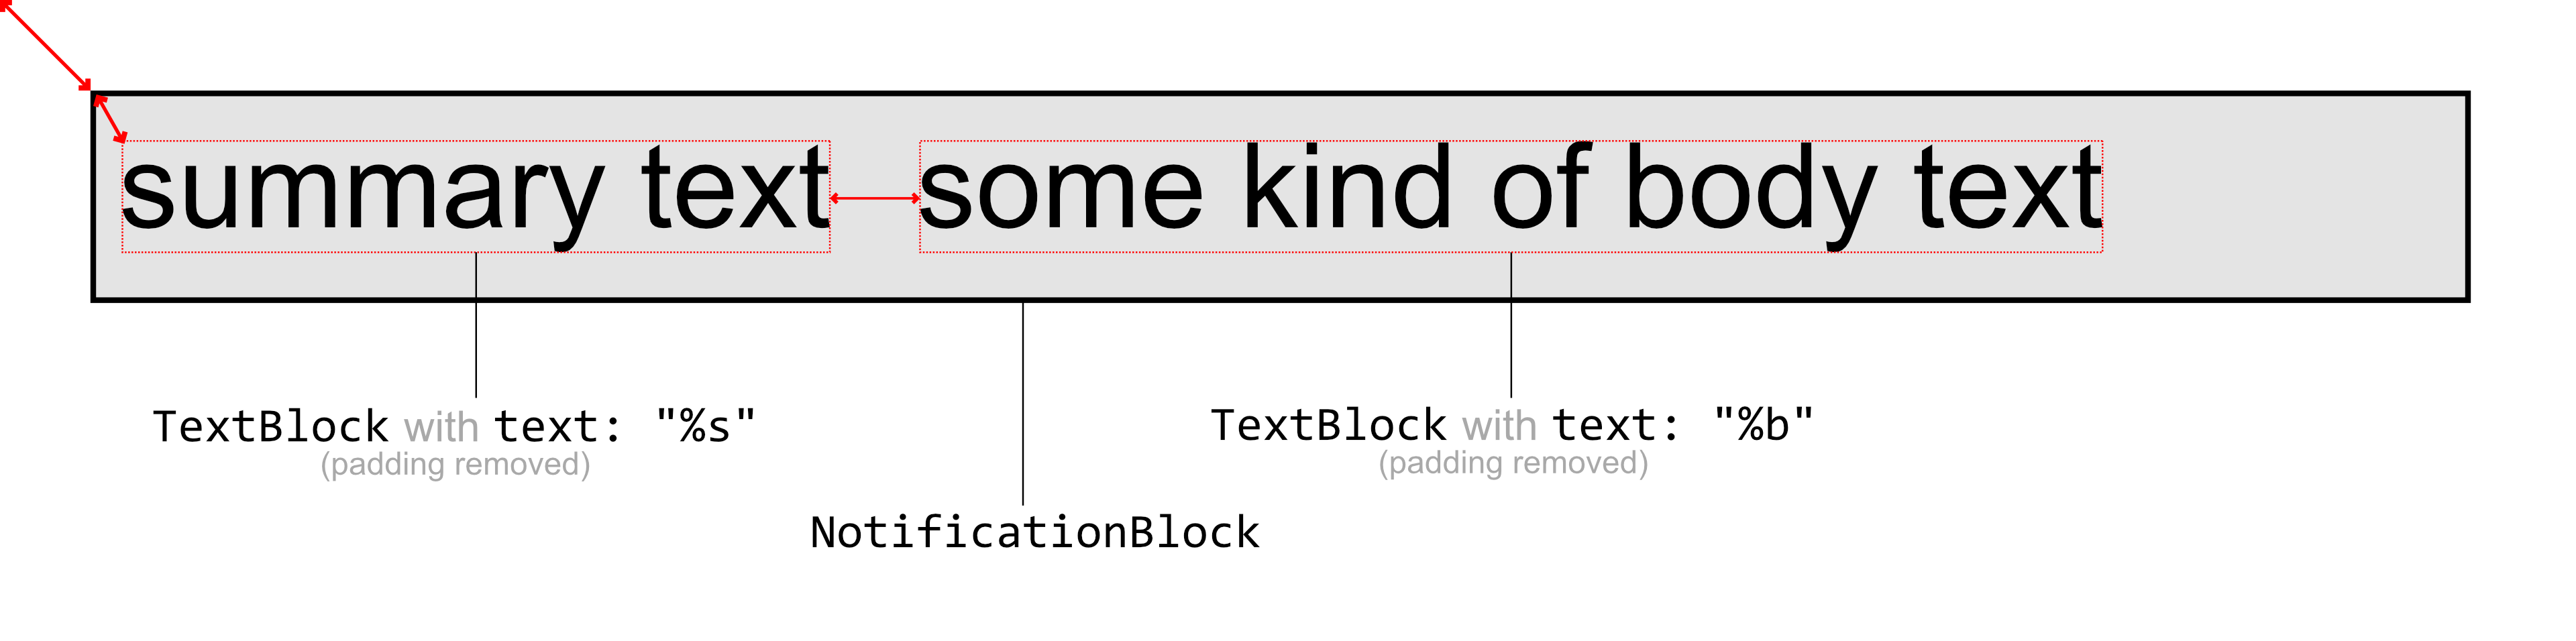 summary text some kind of body text
TextBlock with text: "%s" TextBlock with text: "%b"
(padding removed) (padding removed)
NotificationBlock